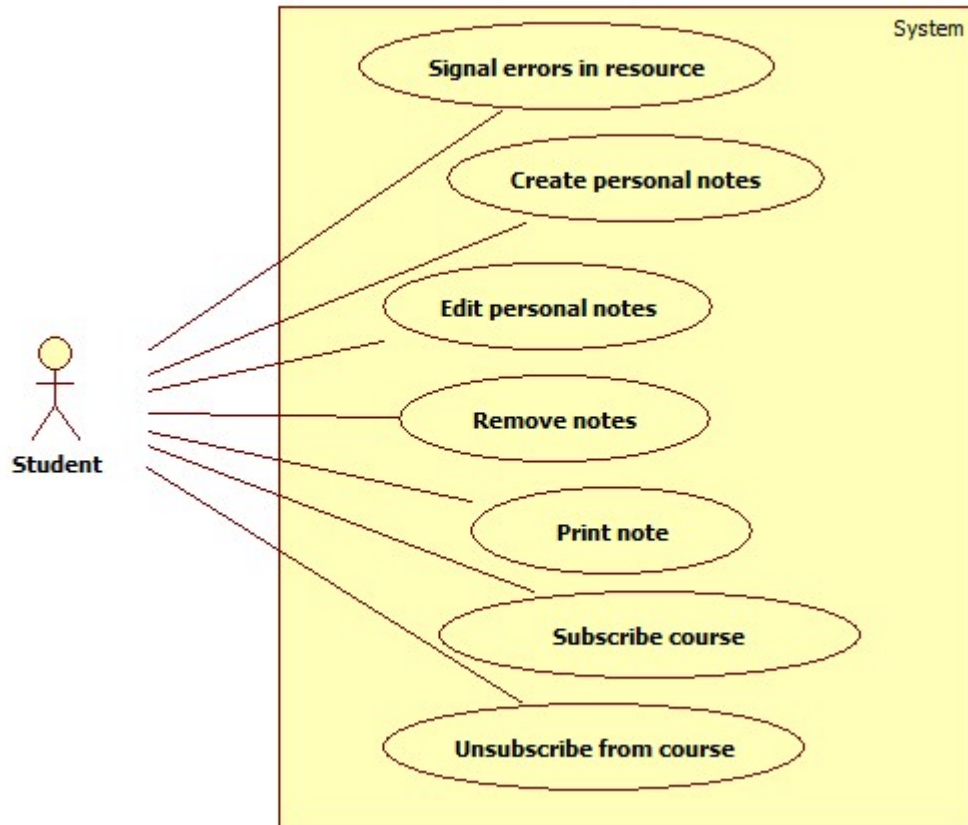 System
Signal errors in resource
Create personal notes
Edit personal notes
Remove notes
Student
Print note
Subscribe course
Unsubscribe from course